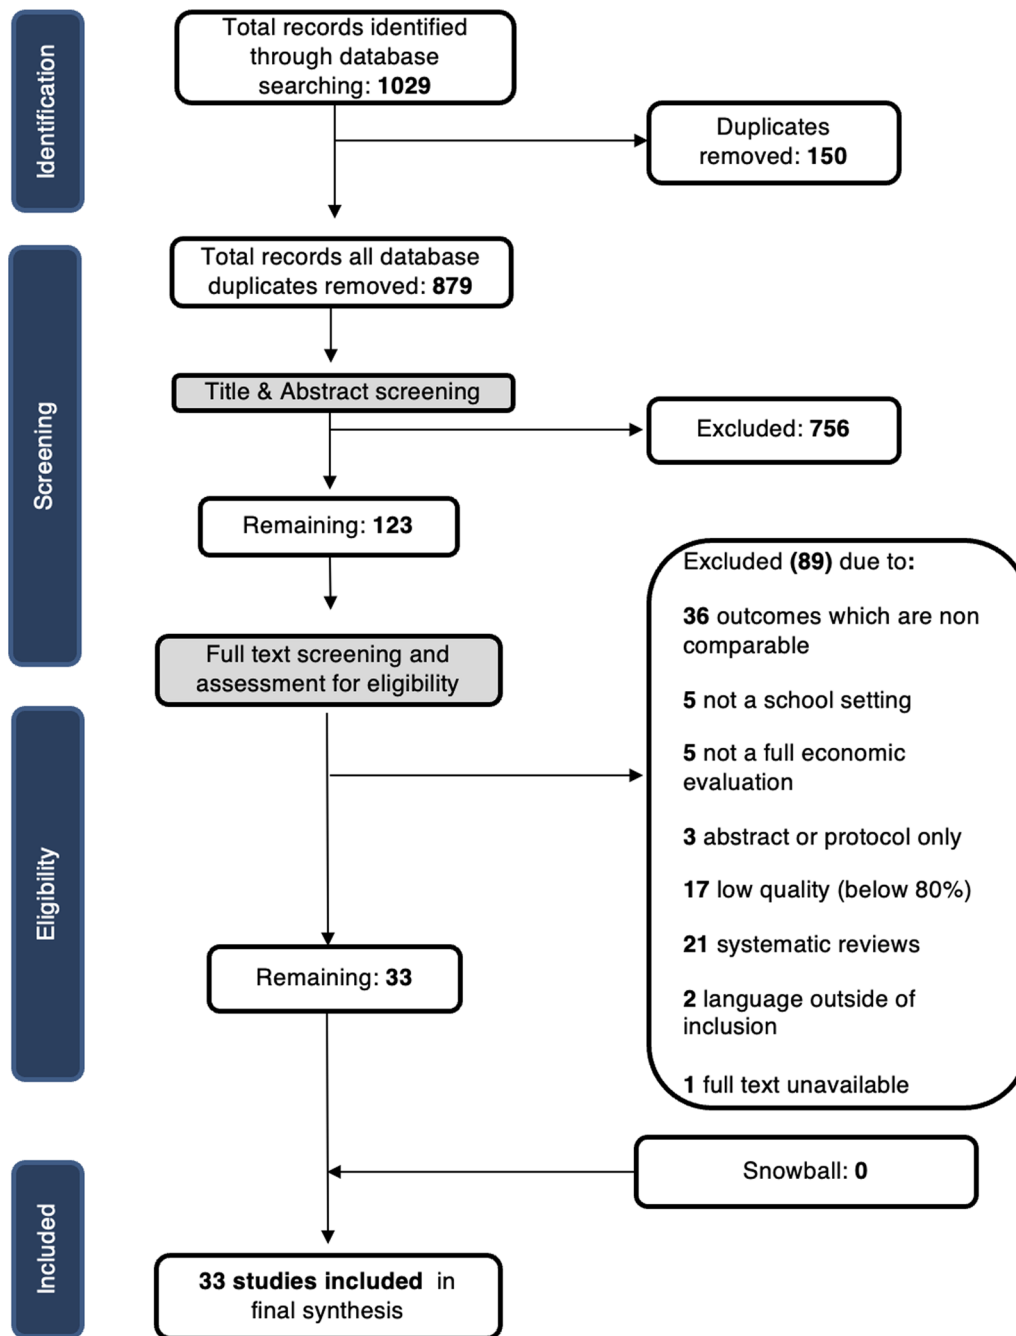 Identification
Total records identified
through database
searching: 1029
Duplicates
removed: 150
Screening
Total records all database
duplicates removed: 879
Title & Abstract screening
Excluded: 756
Remaining: 123
Full text screening and
assessment for eligibility
Excluded (89) due to:
36 outcomes which are non
comparable
5 not a school setting
5 not a full economic
evaluation
3 abstract or protocol only
17 low quality (below 80%)
21 systematic reviews
2 language outside of
inclusion
1 full text unavailable
Eligibility
Remaining: 33
Snowball: 0
Included
33 studies included in
final synthesis